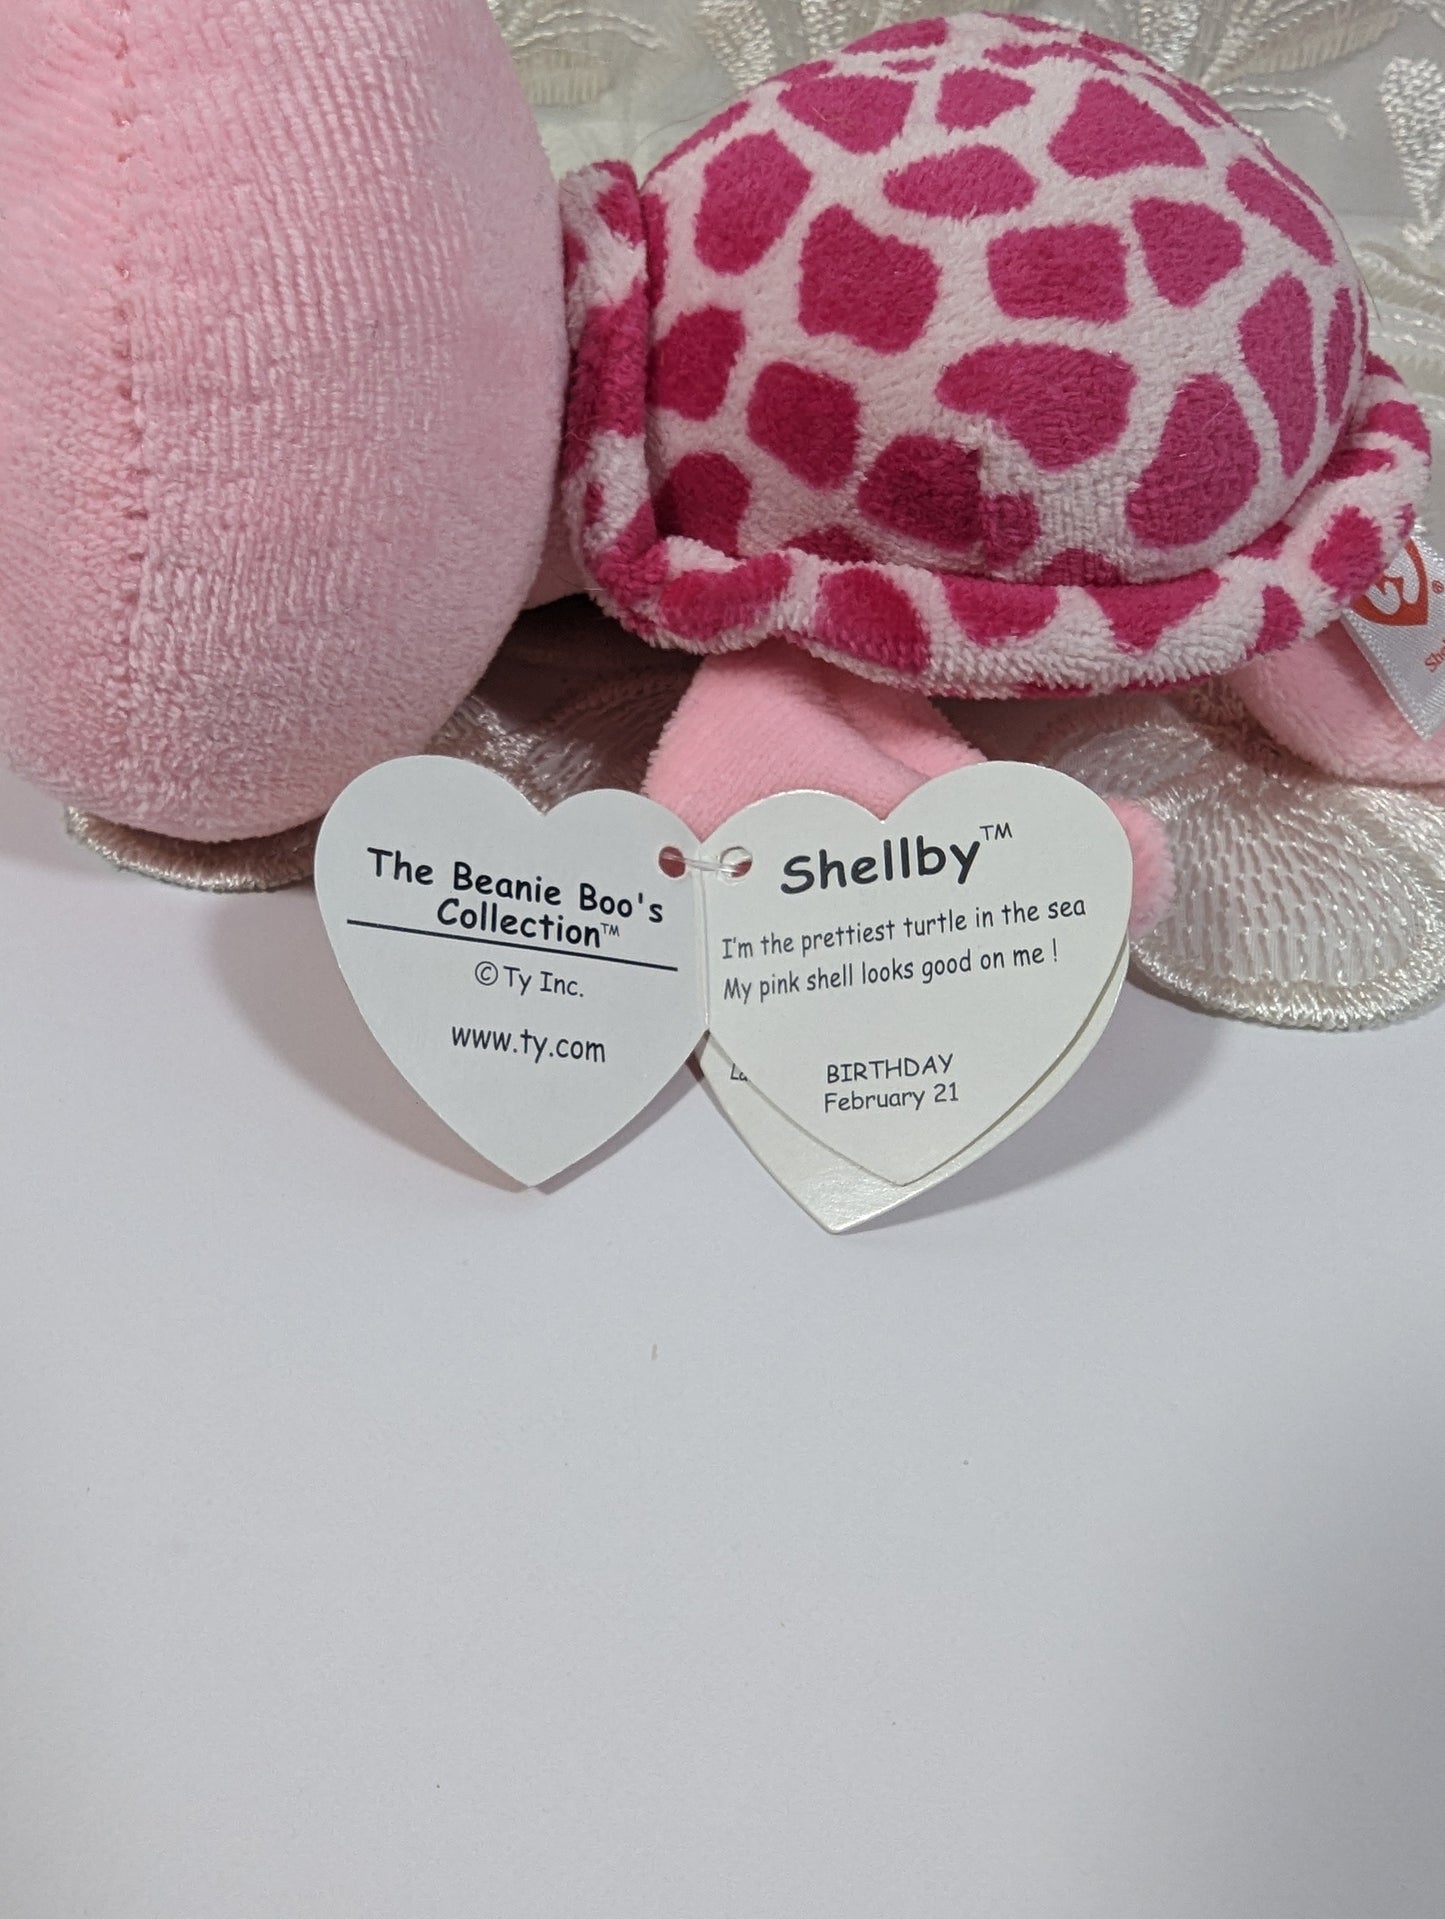 The Beanie Boo's
Collection™
© Ty Inc.
www.ty.com
Shellby™
I'm the prettiest turtle in the sea
My pink shell looks good on me !
BIRTHDAY
February 21